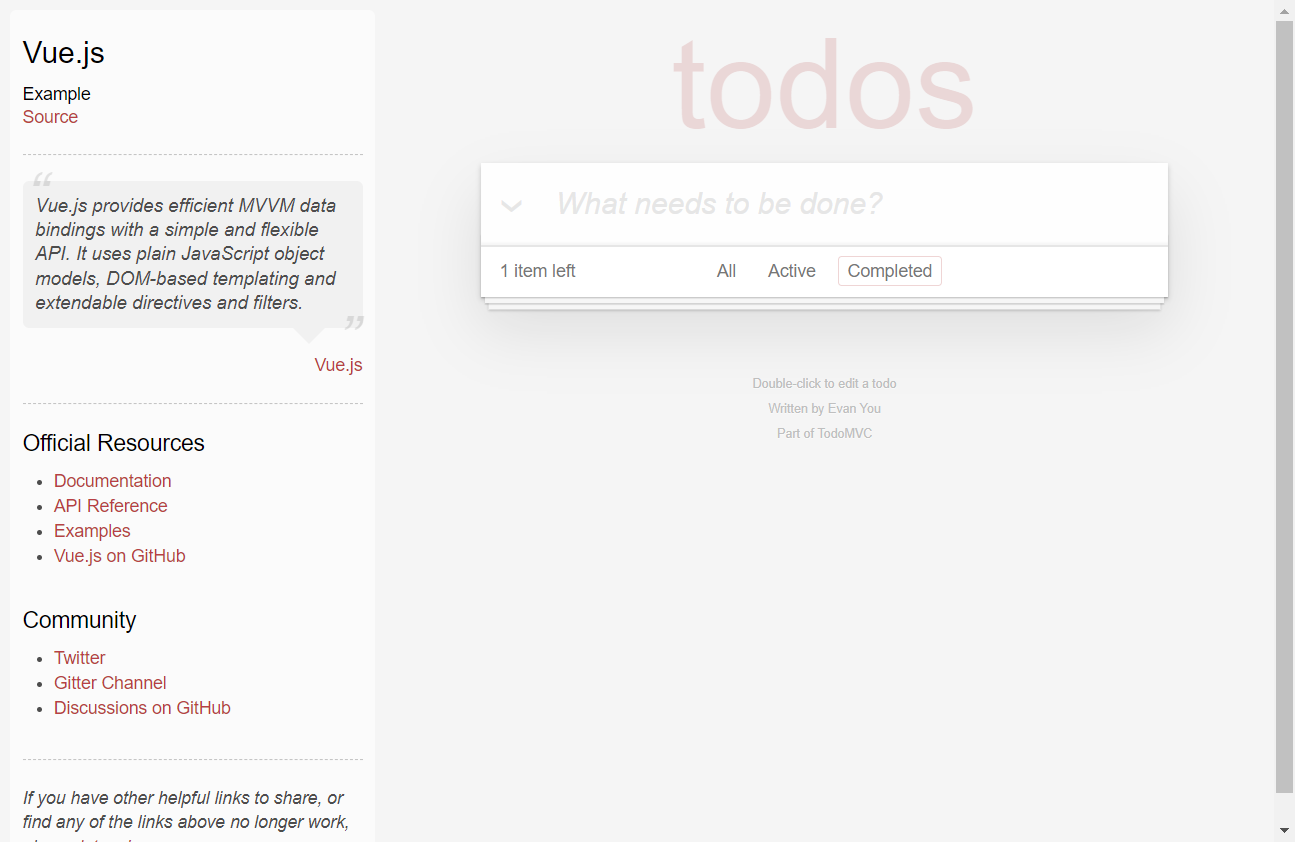 Vue.js
Example
Source
“
Vue.js provides efficient MVVM data
bindings with a simple and flexible
API. It uses plain JavaScript object
models, DOM-based templating and
extendable directives and filters.
”
Vue.js
Official Resources
Documentation
API Reference
Examples
Vue.js on GitHub
Community
Twitter
Gitter Channel
Discussions on GitHub
If you have other helpful links to share, or
find any of the links above no longer work,
todos
What needs to be done?
1 item left All Active Completed
Double-click to edit a todo
Written by Evan You
Part of TodoMVC